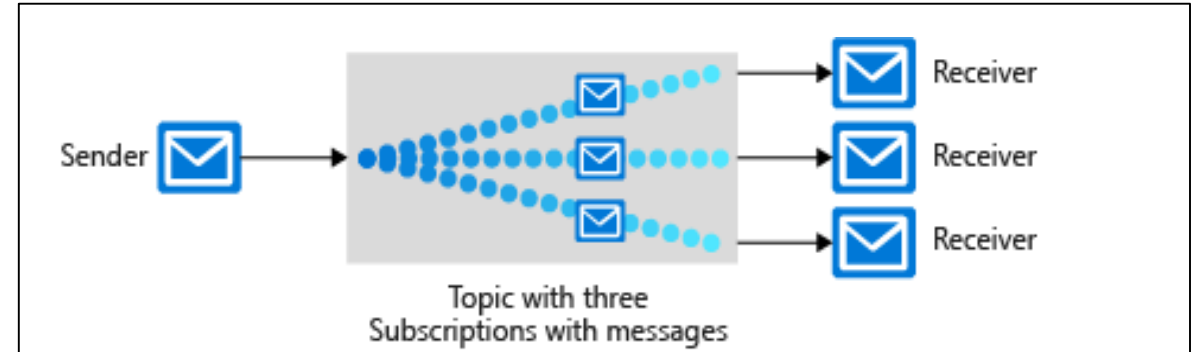 Receiver
Sender
Receiver
Receiver
Topic with three
Subscriptions with messages